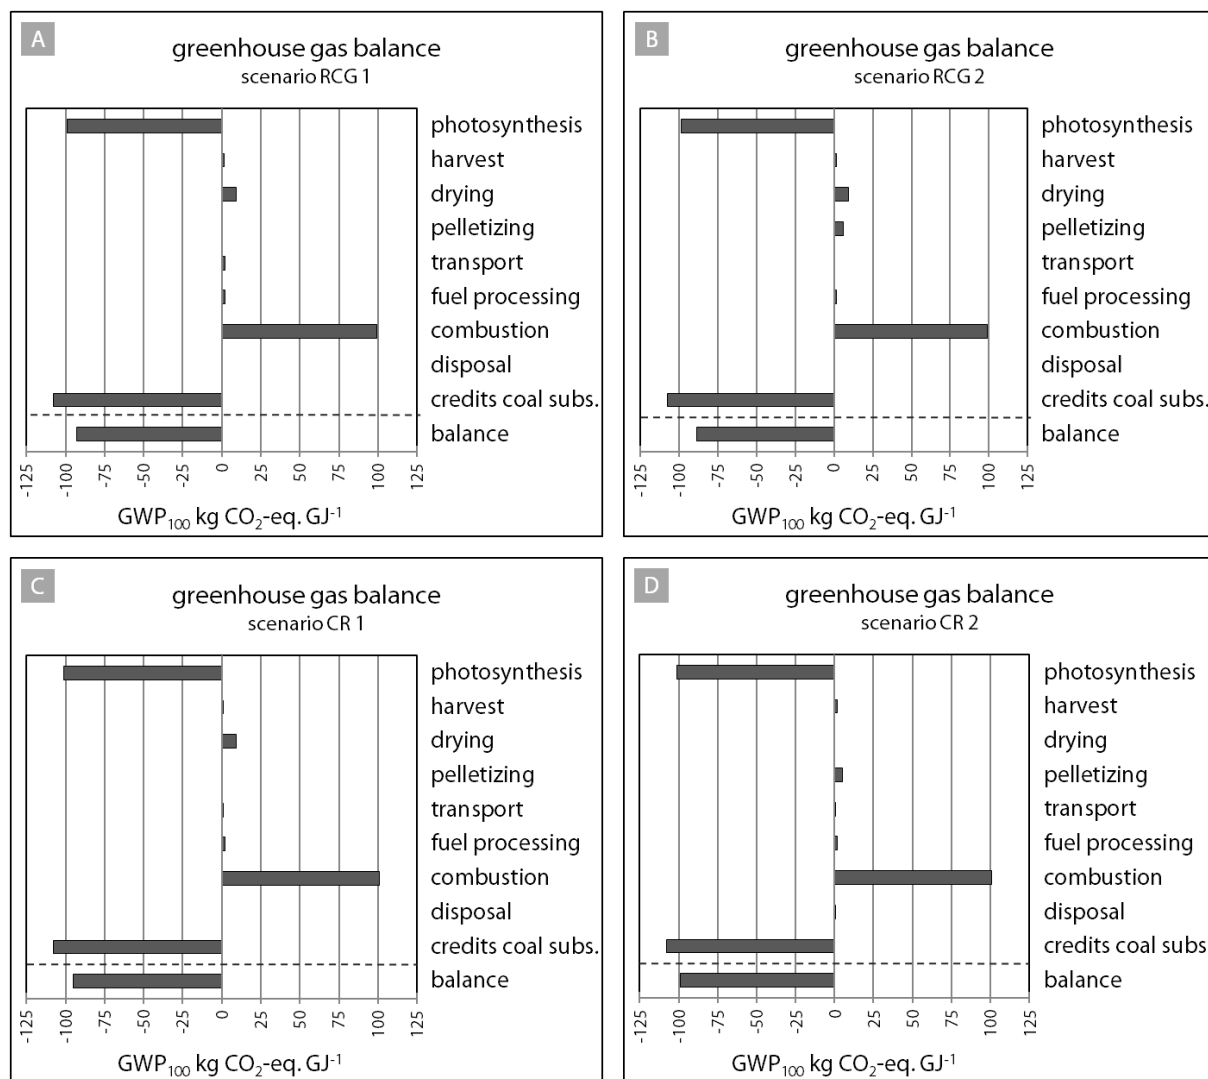 A
greenhouse gas balance
scenario RCG 1
photosynthesis
harvest
drying
pelletizing
transport
fuel processing
combustion
disposal
credits coal subs.
balance
-125 -100 -75 -50 -25 0 25 50 75 100 125
GWP₁₀₀ kg CO₂-eq. GJ⁻¹
B
greenhouse gas balance
scenario RCG 2
photosynthesis
harvest
drying
pelletizing
transport
fuel processing
combustion
disposal
credits coal subs.
balance
-125 -100 -75 -50 -25 0 25 50 75 100 125
GWP₁₀₀ kg CO₂-eq. GJ⁻¹
C
greenhouse gas balance
scenario CR 1
photosynthesis
harvest
drying
pelletizing
transport
fuel processing
combustion
disposal
credits coal subs.
balance
-125 -100 -75 -50 -25 0 25 50 75 100 125
GWP₁₀₀ kg CO₂-eq. GJ⁻¹
D
greenhouse gas balance
scenario CR 2
photosynthesis
harvest
drying
pelletizing
transport
fuel processing
combustion
disposal
credits coal subs
balance
-125 -100 -75 -50 -25 0 25 50 75 100 125
GWP₁₀₀ kg CO₂-eq. GJ⁻¹